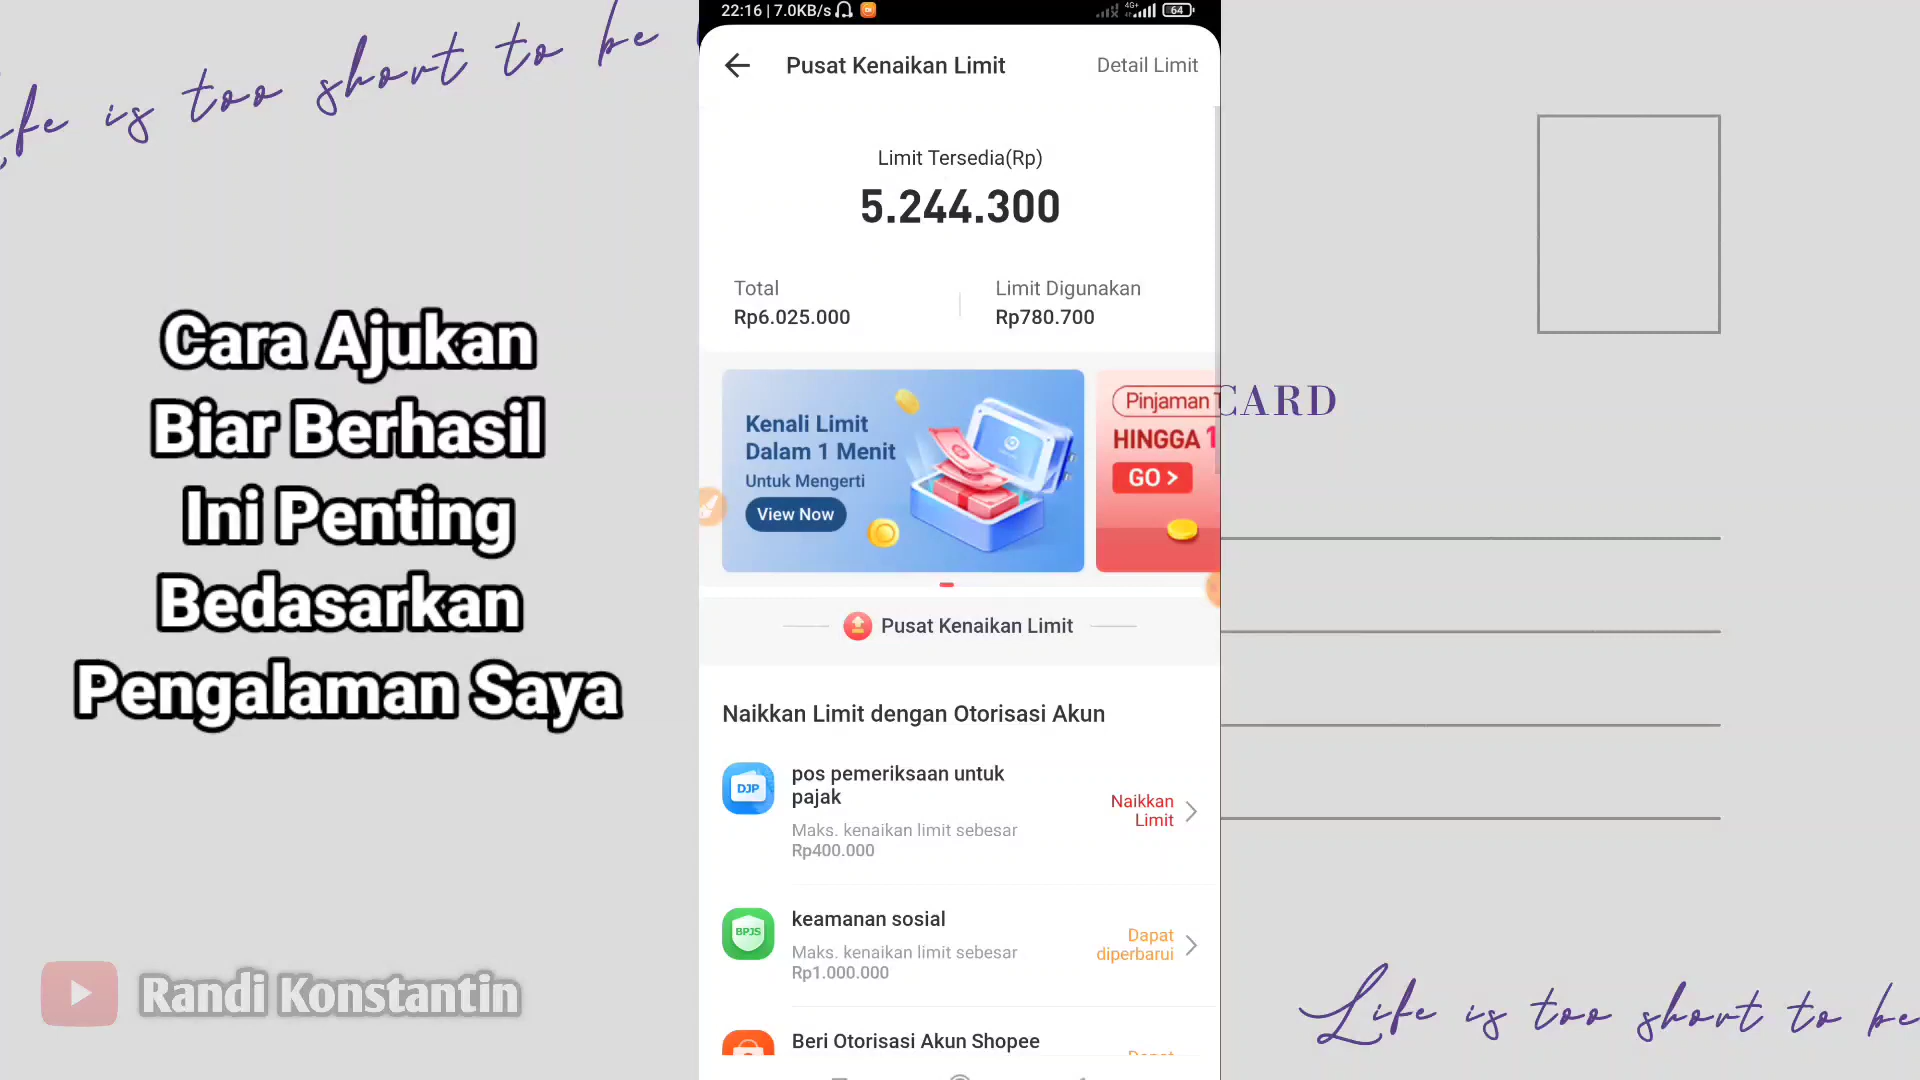 Life is too short to be
Cara Ajukan
Biar Berhasil
Ini Penting
Bedasarkan
Pengalaman Saya
Randi Konstantin
22:16 | 7.0KB/s
4G+
64
Pusat Kenaikan Limit
Detail Limit
Limit Tersedia(Rp)
5.244.300
Total
Limit Digunakan
Rp6.025.000
Rp780.700
Kenali Limit
Dalam 1 Menit
Untuk Mengerti
View Now
Pinjaman
HINGGA 1
GO >
Pusat Kenaikan Limit
Naikkan Limit dengan Otorisasi Akun
DJP
pos pemeriksaan untuk
pajak
Maks. kenaikan limit sebesar
Rp400.000
Naikkan
Limit
BPJS
keamanan sosial
Maks. kenaikan limit sebesar
Rp1.000.000
Dapat
diperbarui
Beri Otorisasi Akun Shopee
Dapat
CARD
Life is too short to be